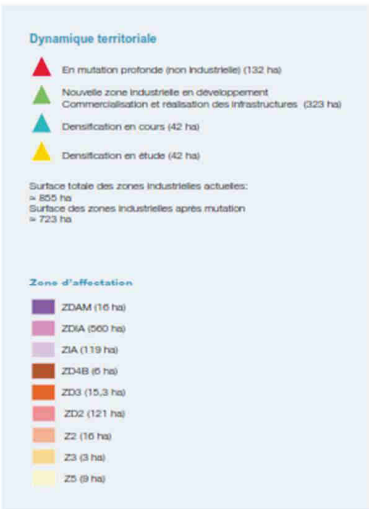 Dynamique territoriale
En mutation profonde (non industrielle) (132 ha)
Nouvelle zone industrielle en développement
Commercialisation et réalisation des infrastructures (323 ha)
Densification en cours (42 ha)
Densification en étude (42 ha)
Surface totale des zones industrielles actuelles:
≃ 855 ha
Surface des zones industrielles après mutation
≃ 723 ha
Zone d'affectation
ZDAM (16 ha)
ZDIA (560 ha)
ZIA (119 ha)
ZD4B (6 ha)
ZD3 (15,3 ha)
ZD2 (121 ha)
Z2 (16 ha)
Z3 (3 ha)
Z5 (9 ha)